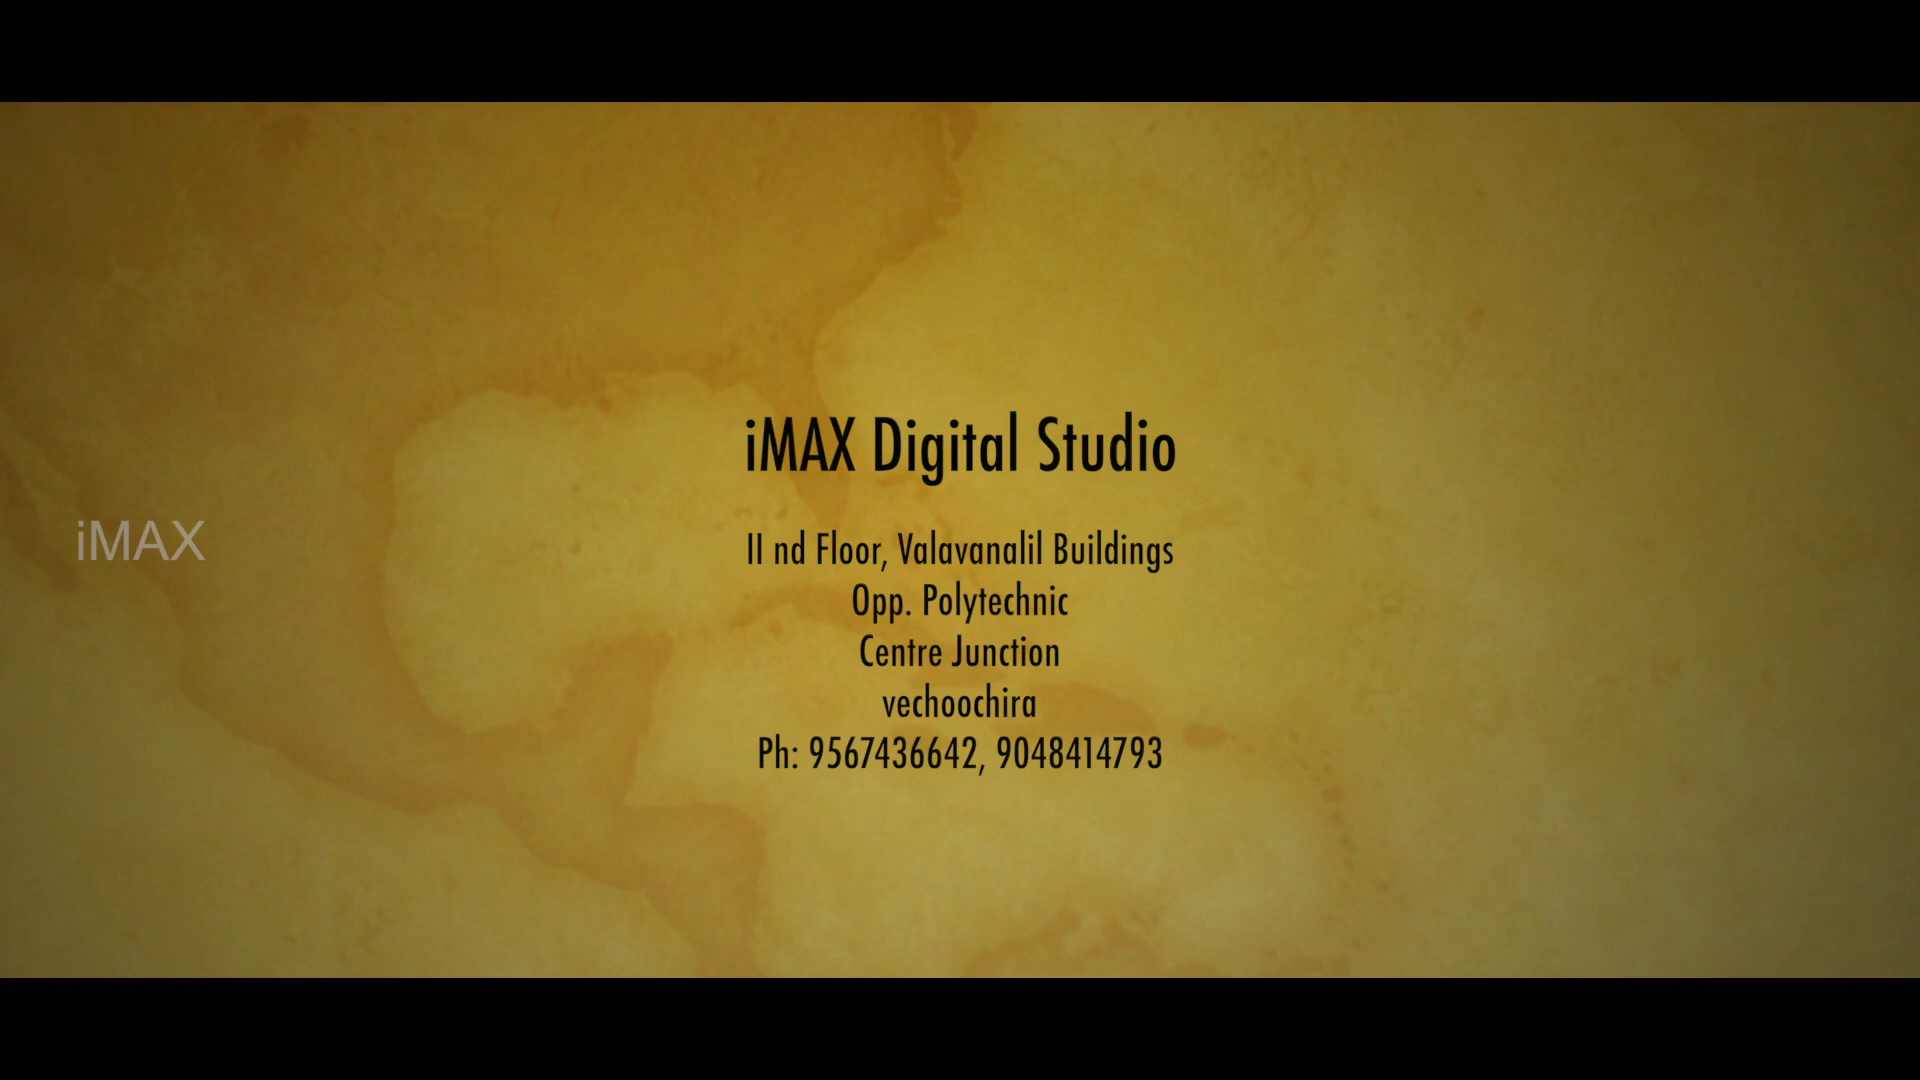 iMAX Digital Studio
iMAX
II nd Floor, Valavanalil Buildings
Opp. Polytechnic
Centre Junction
vechoochira
Ph: 9567436642, 9048414793